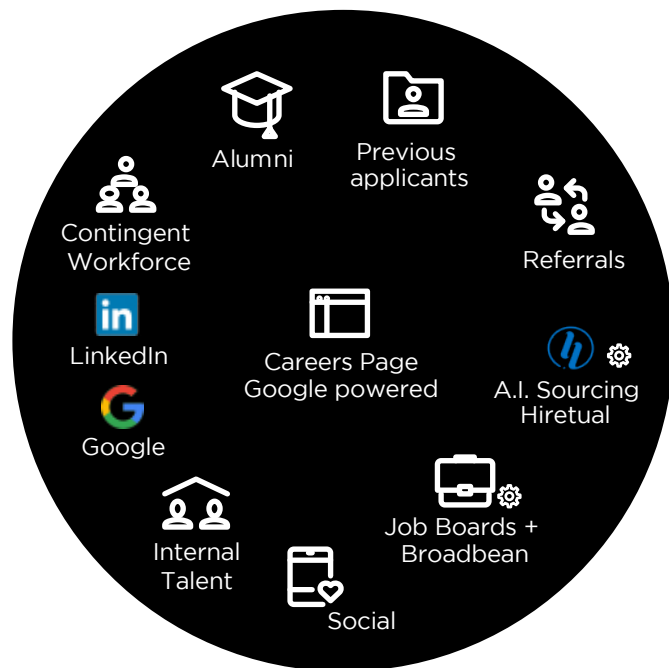 Alumni
Previous
applicants
Contingent
Workforce
Referrals
in
LinkedIn
Careers Page
Google powered
A.I. Sourcing
Hiretual
Google
Job Boards +
Broadbean
Internal
Talent
Social